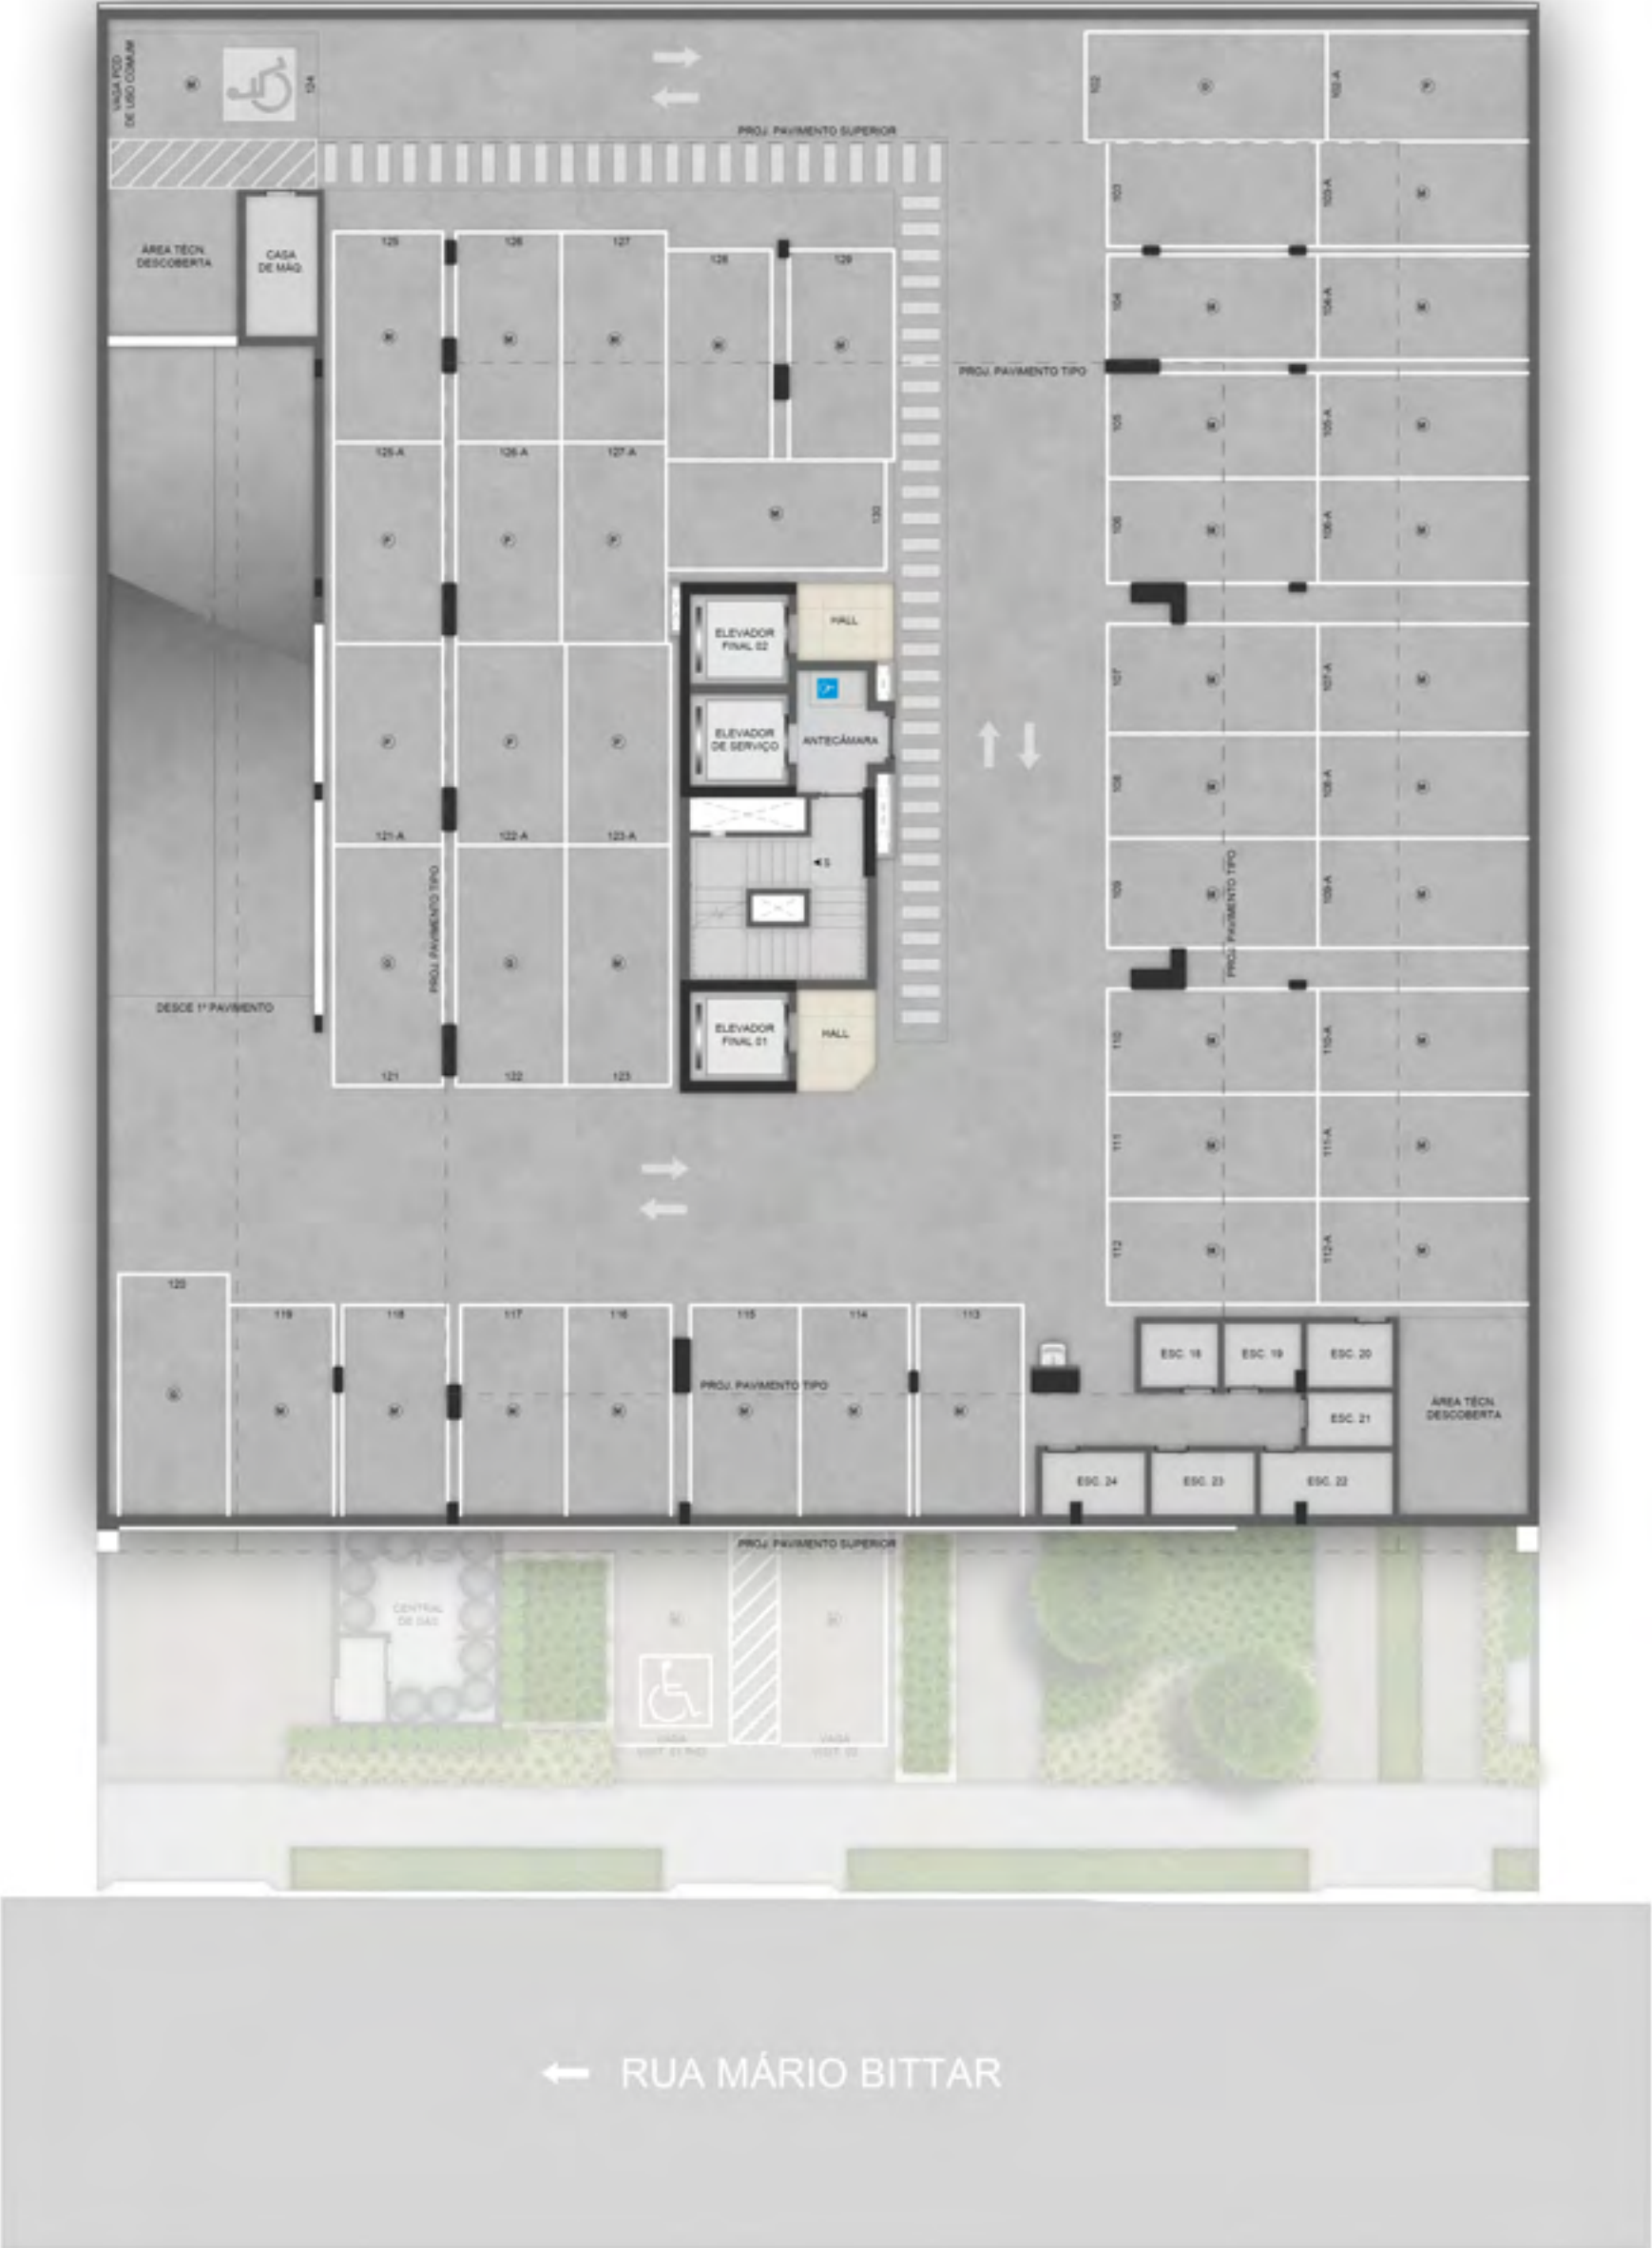 VAGA PCD
DE USO COMUM
M
124
102
G
102-A
P
PROJ. PAVIMENTO SUPERIOR
103
103-A
M
ÁREA TÉCN.
DESCOBERTA
CASA
DE MÁQ.
125
M
126
M
127
M
128
M
129
M
104
M
104-A
M
PROJ. PAVIMENTO TIPO
105
M
105-A
M
125-A
P
126-A
P
127-A
P
M
130
106
M
106-A
M
ELEVADOR
FINAL 02
HALL
107
M
107-A
M
P
121-A
P
122-A
P
123-A
ELEVADOR
DE SERVIÇO
ANTECÂMARA
108
M
108-A
M
S
PROJ. PAVIMENTO TIPO
109
M
PROJ. PAVIMENTO TIPO
109-A
M
G
121
G
122
M
123
DESCE 1º PAVIMENTO
ELEVADOR
FINAL 01
HALL
110
M
110-A
M
111
M
111-A
M
112
M
112-A
M
120
G
119
M
118
M
117
M
116
M
115
M
114
M
113
M
PROJ. PAVIMENTO TIPO
ESC. 18
ESC. 19
ESC. 20
ESC. 21
ÁREA TÉCN.
DESCOBERTA
ESC. 24
ESC. 23
ESC. 22
PROJ. PAVIMENTO SUPERIOR
CENTRAL
DE GÁS
VAGA
VAGA
VISIT. 02
RUA MÁRIO BITTAR